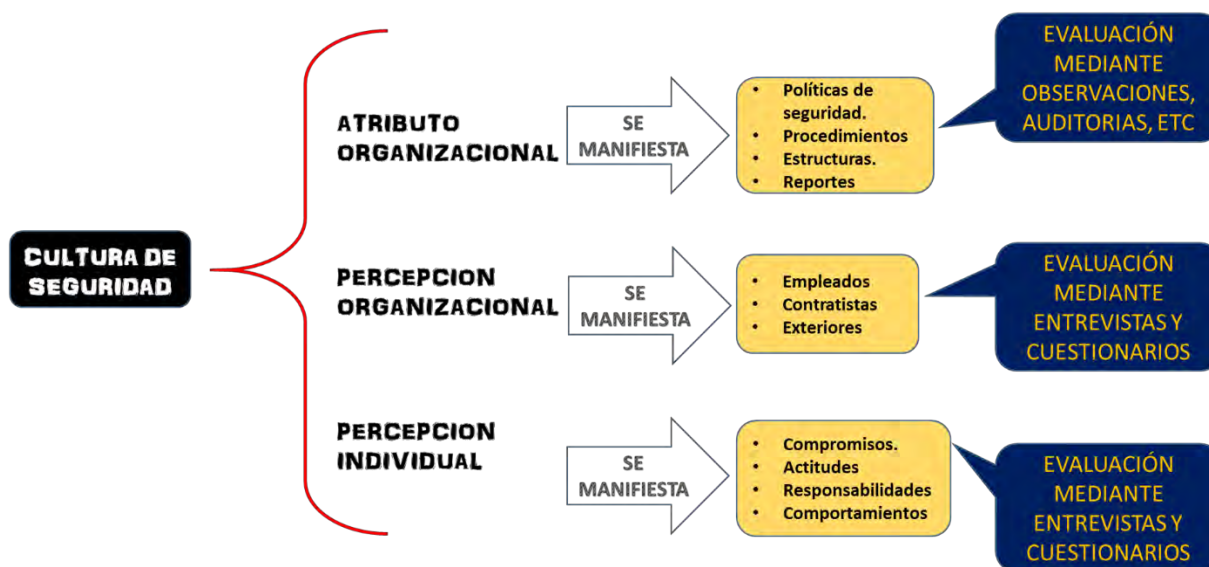 CULTURA DE
SEGURIDAD
ATRIBUTO
ORGANIZACIONAL
SE
MANIFIESTA
• Políticas de
seguridad.
• Procedimientos
• Estructuras.
• Reportes
EVALUACIÓN
MEDIANTE
OBSERVACIONES,
AUDITORIAS, ETC
PERCEPCION
ORGANIZACIONAL
SE
MANIFIESTA
• Empleados
• Contratistas
• Exteriores
EVALUACIÓN
MEDIANTE
ENTREVISTAS Y
CUESTIONARIOS
PERCEPCION
INDIVIDUAL
SE
MANIFIESTA
• Compromisos.
• Actitudes
• Responsabilidades
• Comportamientos
EVALUACIÓN
MEDIANTE
ENTREVISTAS Y
CUESTIONARIOS